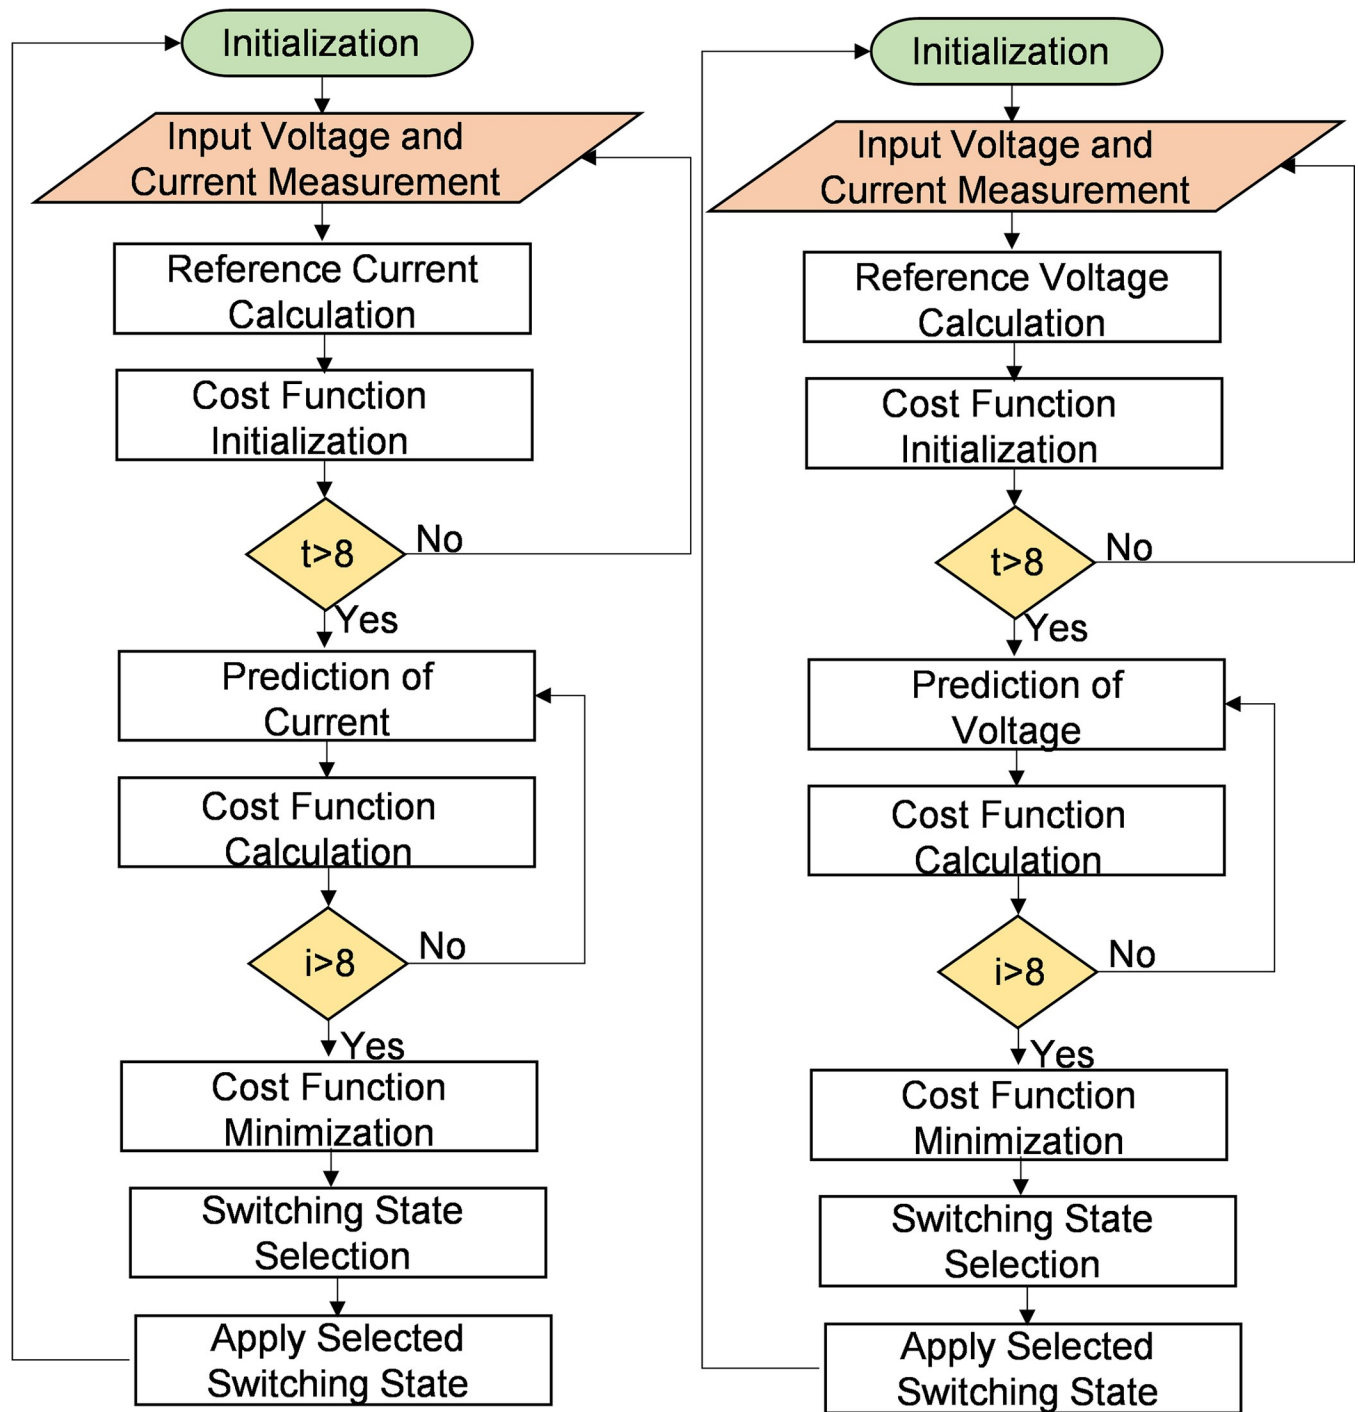 Initialization
Input Voltage and
Current Measurement
Reference Current
Calculation
Cost Function
Initialization
t>8
No
Yes
Prediction of
Current
Cost Function
Calculation
i>8
No
Yes
Cost Function
Minimization
Switching State
Selection
Apply Selected
Switching State
Initialization
Input Voltage and
Current Measurement
Reference Voltage
Calculation
Cost Function
Initialization
t>8
No
Yes
Prediction of
Voltage
Cost Function
Calculation
i>8
No
Yes
Cost Function
Minimization
Switching State
Selection
Apply Selected
Switching State